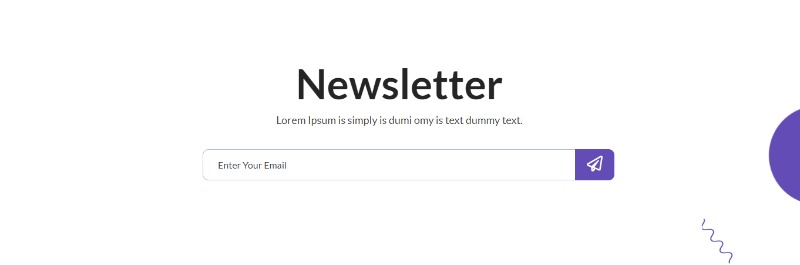 Newsletter
Lorem Ipsum is simply is dumi omy is text dummy text.
Enter Your Email